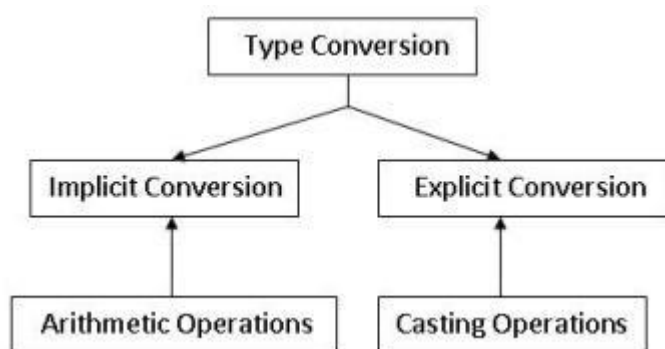 Type Conversion
Implicit Conversion
Explicit Conversion
Arithmetic Operations
Casting Operations